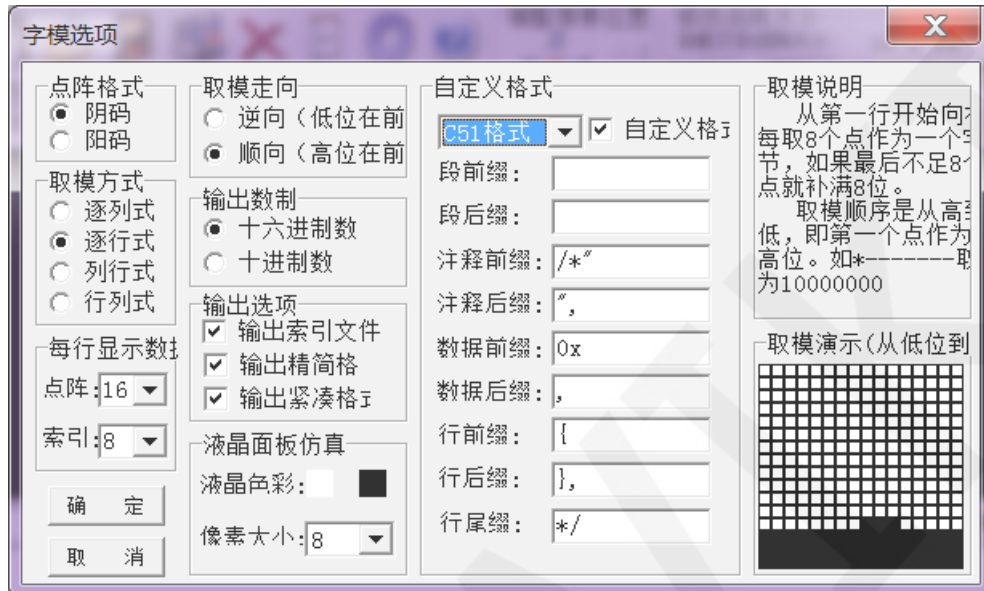 字模选项
X
点阵格式
阴码
阳码
取模方式
逐列式
逐行式
列行式
行列式
每行显示数
点阵:16
索引:8
确 定
取 消
取模走向
逆向（低位在前
顺向（高位在前
输出数制
十六进制数
十进制数
输出选项
输出索引文件
输出精简格
输出紧凑格
液晶面板仿真
液晶色彩:
像素大小:8
自定义格式
C51格式
自定义格
段前缀:
段后缀:
注释前缀: /*"
注释后缀: ",
数据前缀: 0x
数据后缀: ,
行前缀: {
行后缀: },
行尾缀: */
取模说明
从第一行开始向
每取8个点作为一个
节，如果最后不足8
点就补满8位。
取模顺序是从高
低，即第一个点作为
高位。如*-------取
为10000000
取模演示(从低位到